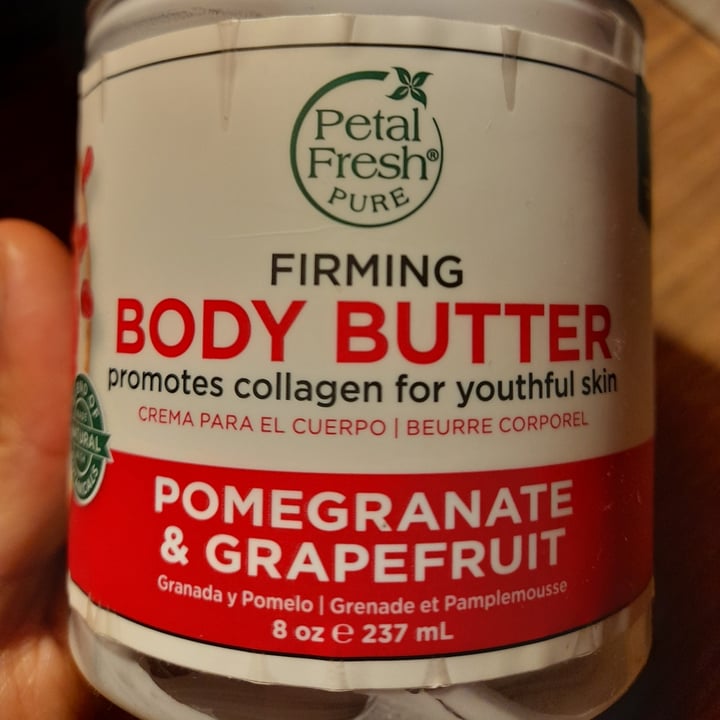 Petal
Fresh®
PURE
FIRMING
BODY BUTTER
promotes collagen for youthful skin
CREMA PARA EL CUERPO | BEURRE CORPOREL
POMEGRANATE
& GRAPEFRUIT
Granada y Pomelo | Grenade et Pamplemousse
8 oz ℮ 237 mL